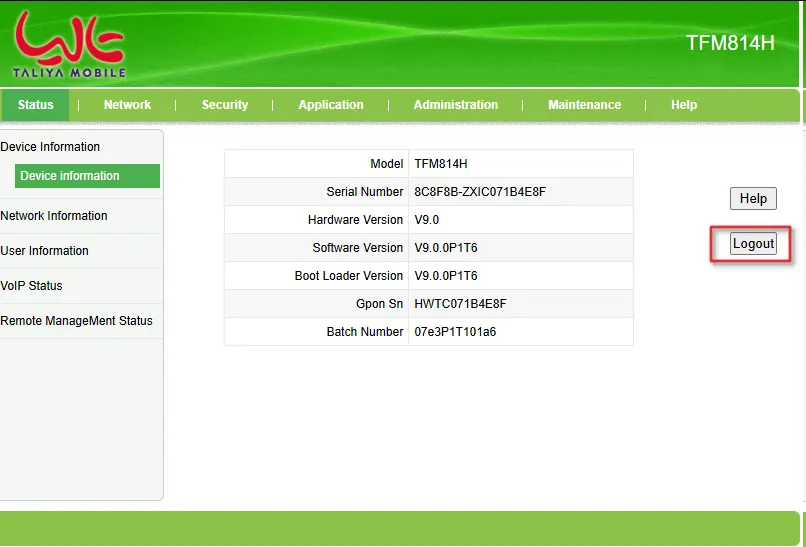 TALIYA MOBILE
TFM814H
Status | Network | Security | Application | Administration | Maintenance | Help
Device Information
Device information
Network Information
User Information
VoIP Status
Remote ManageMent Status
Model TFM814H
Serial Number 8C8F8B-ZXIC071B4E8F
Hardware Version V9.0
Software Version V9.0.0P1T6
Boot Loader Version V9.0.0P1T6
Gpon Sn HWTC071B4E8F
Batch Number 07e3P1T101a6
Help
Logout